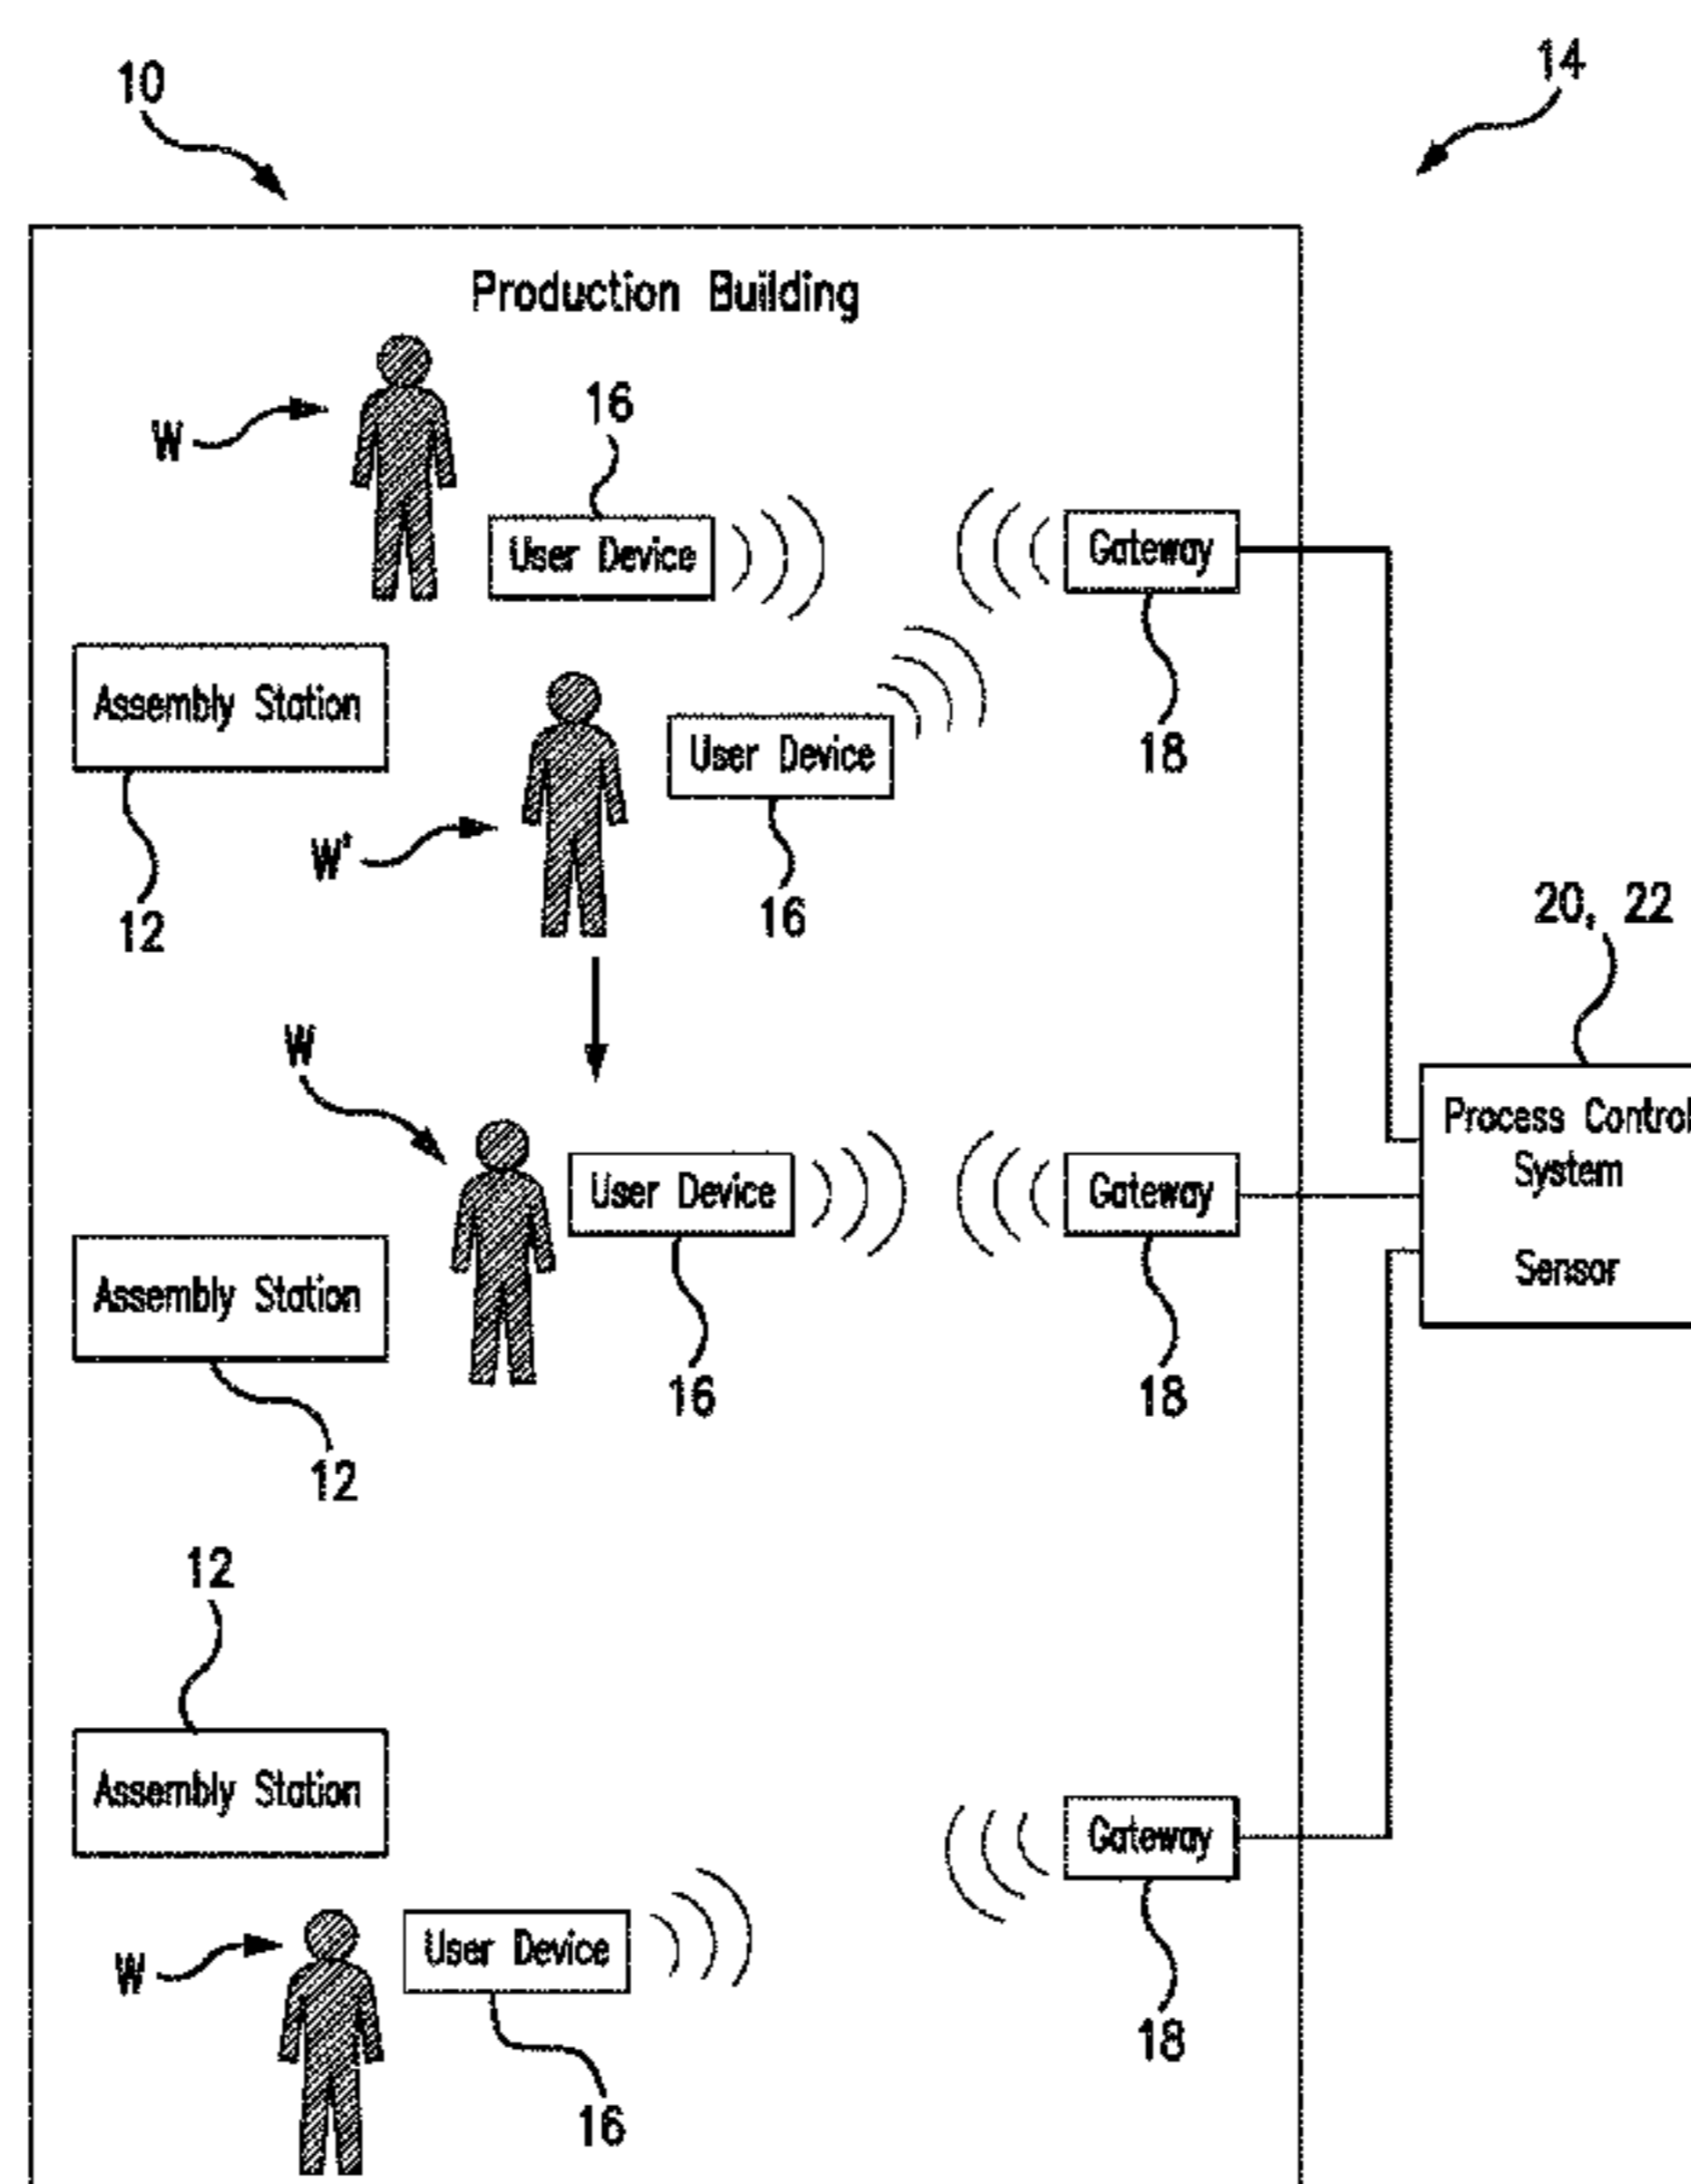 10
14
Production Building
W
16
User Device
Gateway
Assembly Station
User Device
18
W'
12
16
20, 22
W
Process Control
System
Sensor
User Device
Gateway
Assembly Station
16
18
12
12
Assembly Station
Gateway
User Device
W
18
16